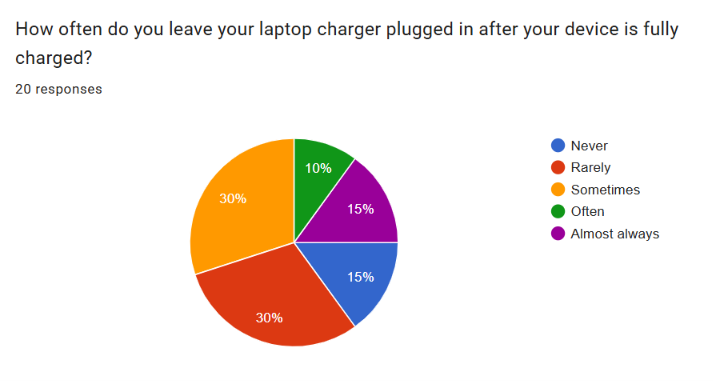 How often do you leave your laptop charger plugged in after your device is fully
charged?
20 responses
10%
15%
15%
30%
30%
Never
Rarely
Sometimes
Often
Almost always